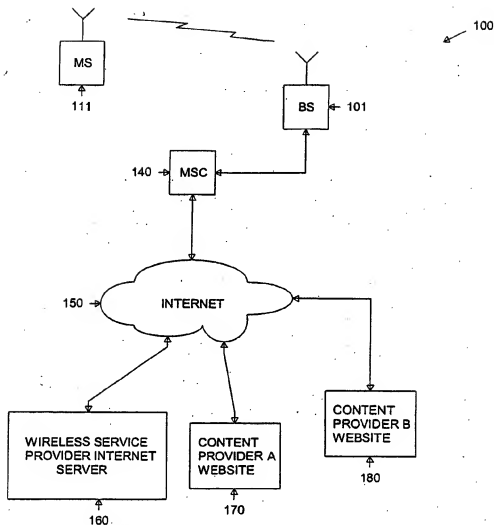 100
MS
111
BS
101
140
MSC
150
INTERNET
WIRELESS SERVICE
PROVIDER INTERNET
SERVER
160
CONTENT
PROVIDER A
WEBSITE
170
CONTENT
PROVIDER B
WEBSITE
180